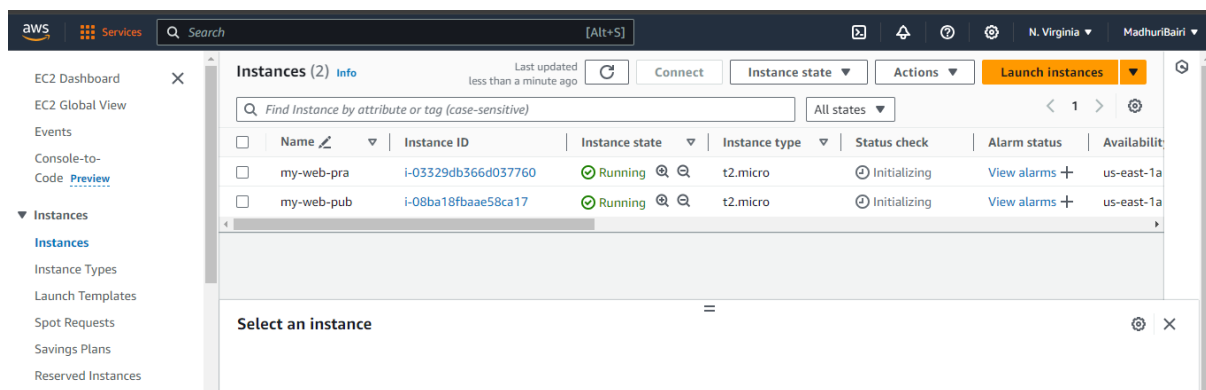 aws Services Search [Alt+S] N. Virginia MadhuriBairi
EC2 Dashboard
EC2 Global View
Events
Console-to-
Code Preview
Instances
Instances
Instance Types
Launch Templates
Spot Requests
Savings Plans
Reserved Instances
Instances (2) Info
Last updated
less than a minute ago
Connect Instance state Actions Launch instances
Find Instance by attribute or tag (case-sensitive) All states 1
Name Instance ID Instance state Instance type Status check Alarm status Availabilit
my-web-pra i-03329db366d037760 Running t2.micro Initializing View alarms us-east-1a
my-web-pub i-08ba18fbaae58ca17 Running t2.micro Initializing View alarms us-east-1a
Select an instance